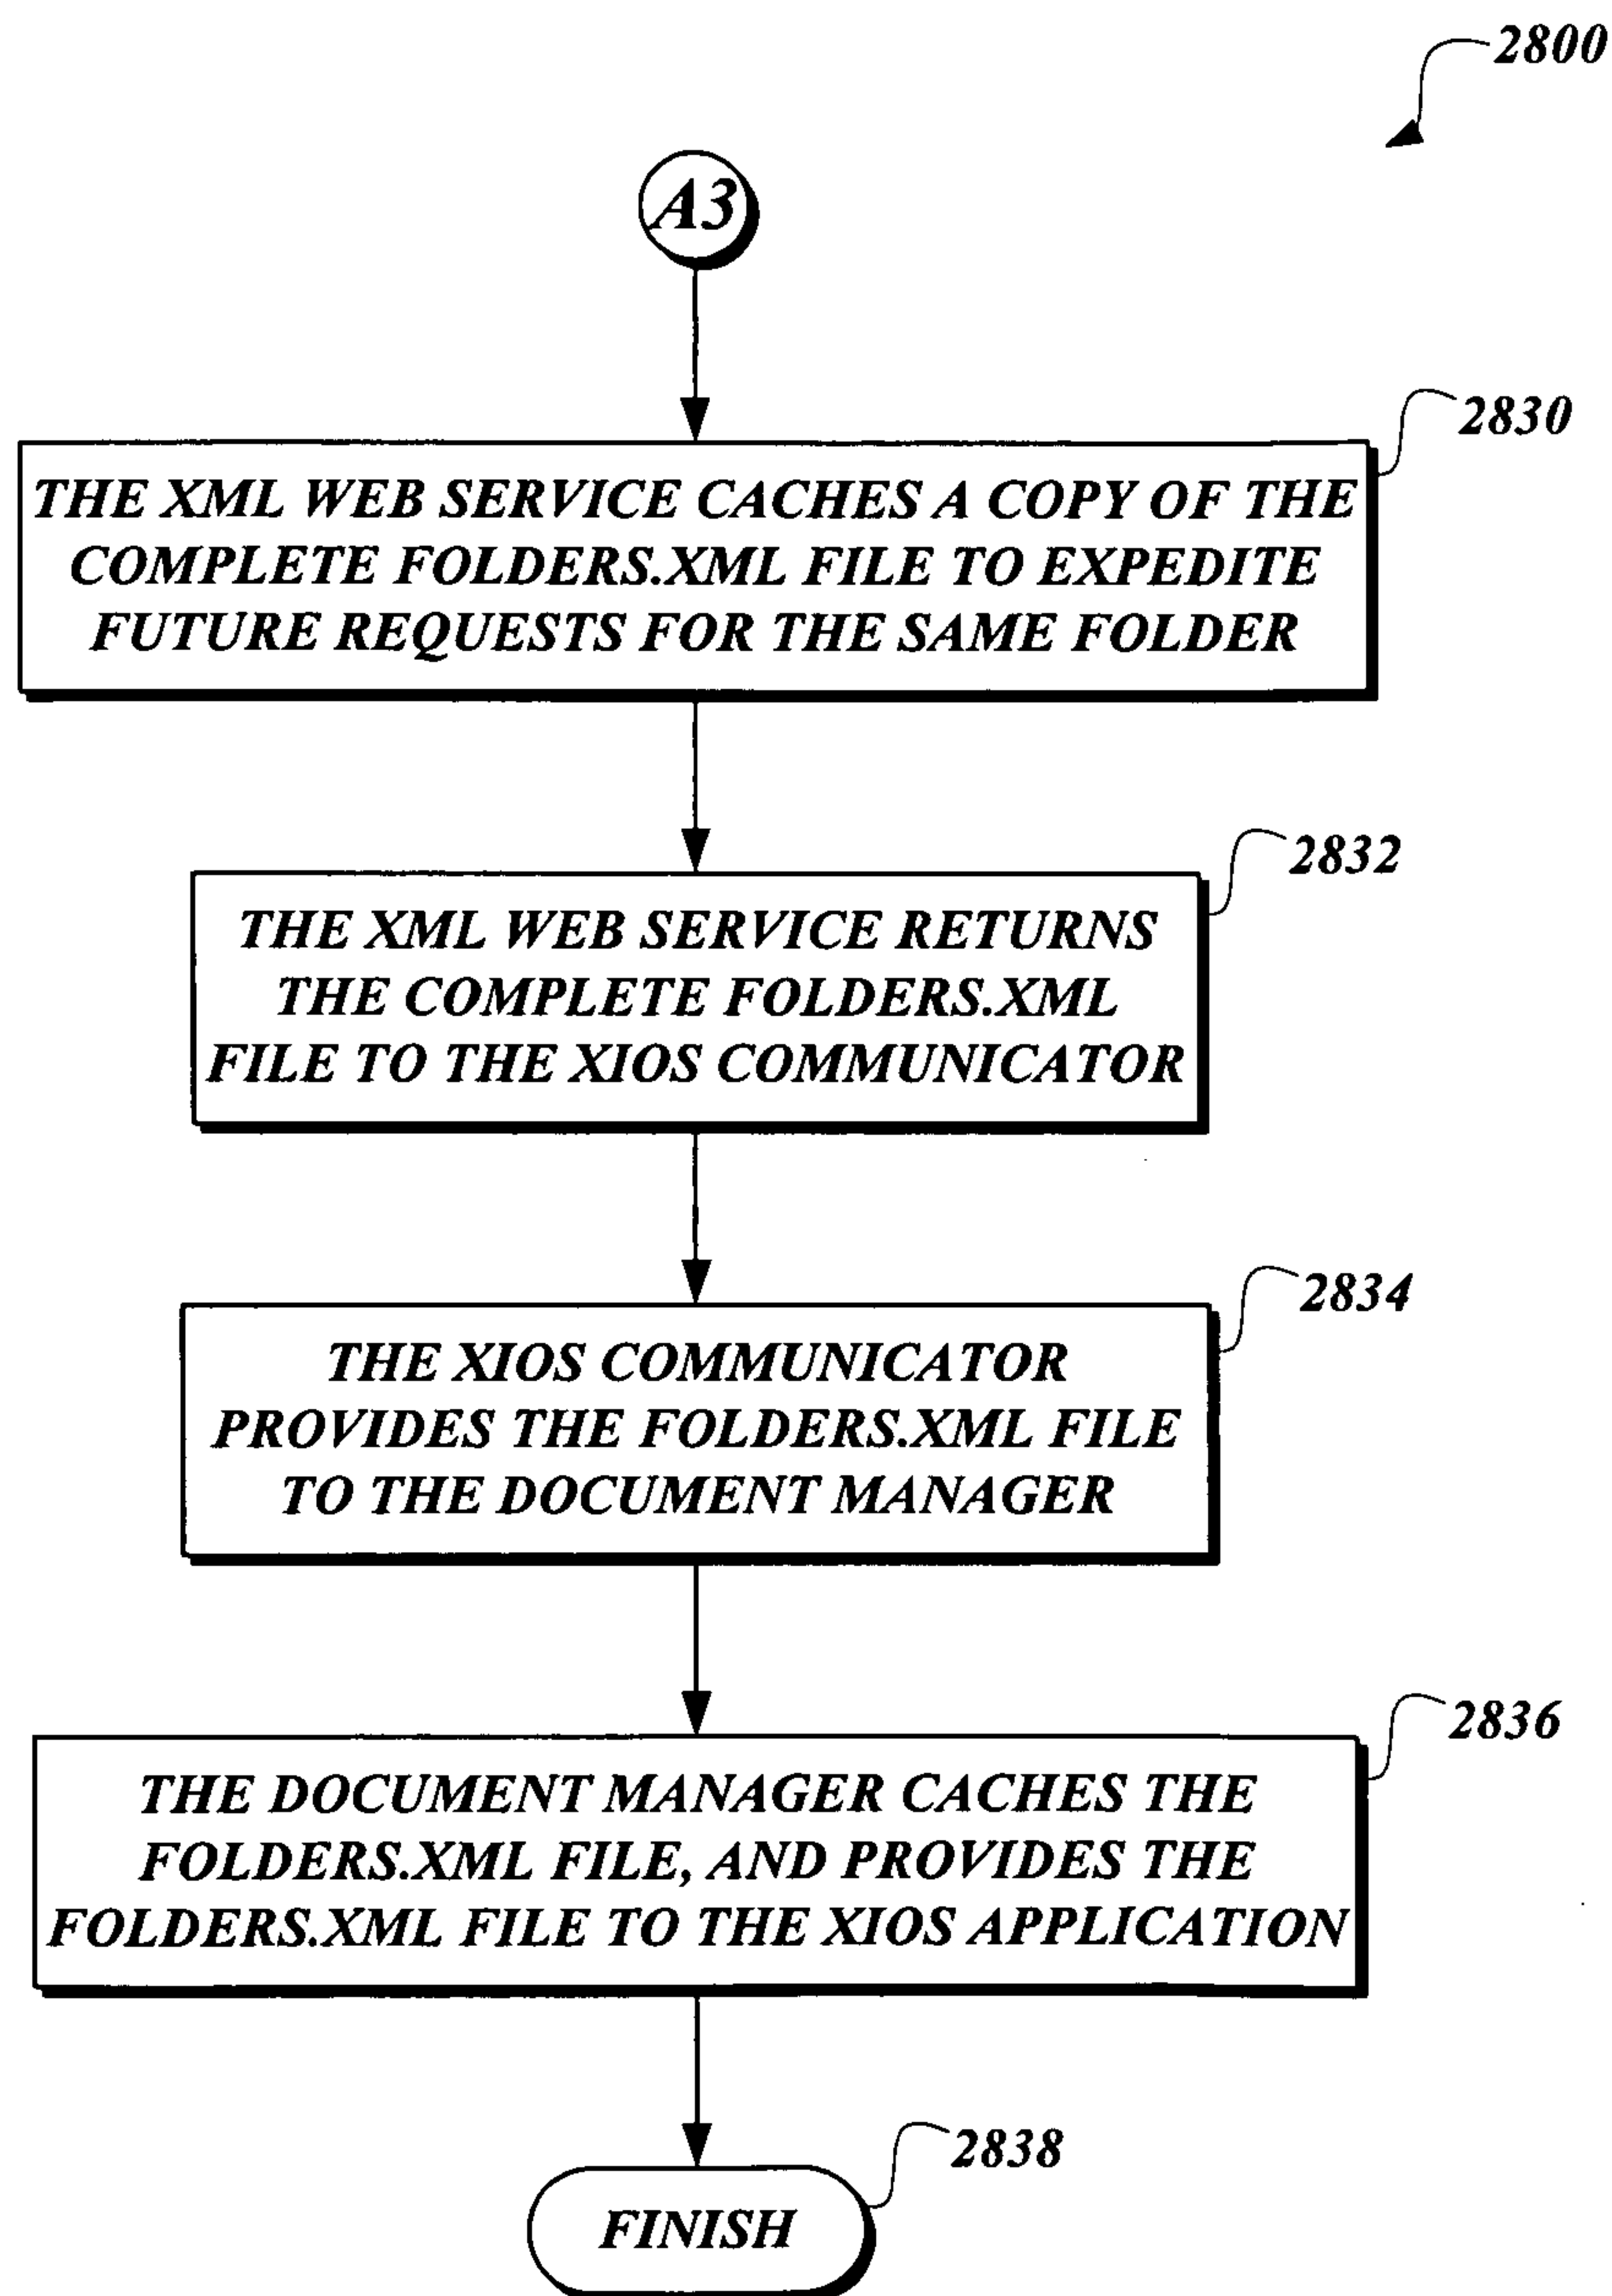 2800
A3
2830
THE XML WEB SERVICE CACHES A COPY OF THE
COMPLETE FOLDERS.XML FILE TO EXPEDITE
FUTURE REQUESTS FOR THE SAME FOLDER
2832
THE XML WEB SERVICE RETURNS
THE COMPLETE FOLDERS.XML
FILE TO THE XIOS COMMUNICATOR
2834
THE XIOS COMMUNICATOR
PROVIDES THE FOLDERS.XML FILE
TO THE DOCUMENT MANAGER
2836
THE DOCUMENT MANAGER CACHES THE
FOLDERS.XML FILE, AND PROVIDES THE
FOLDERS.XML FILE TO THE XIOS APPLICATION
2838
FINISH